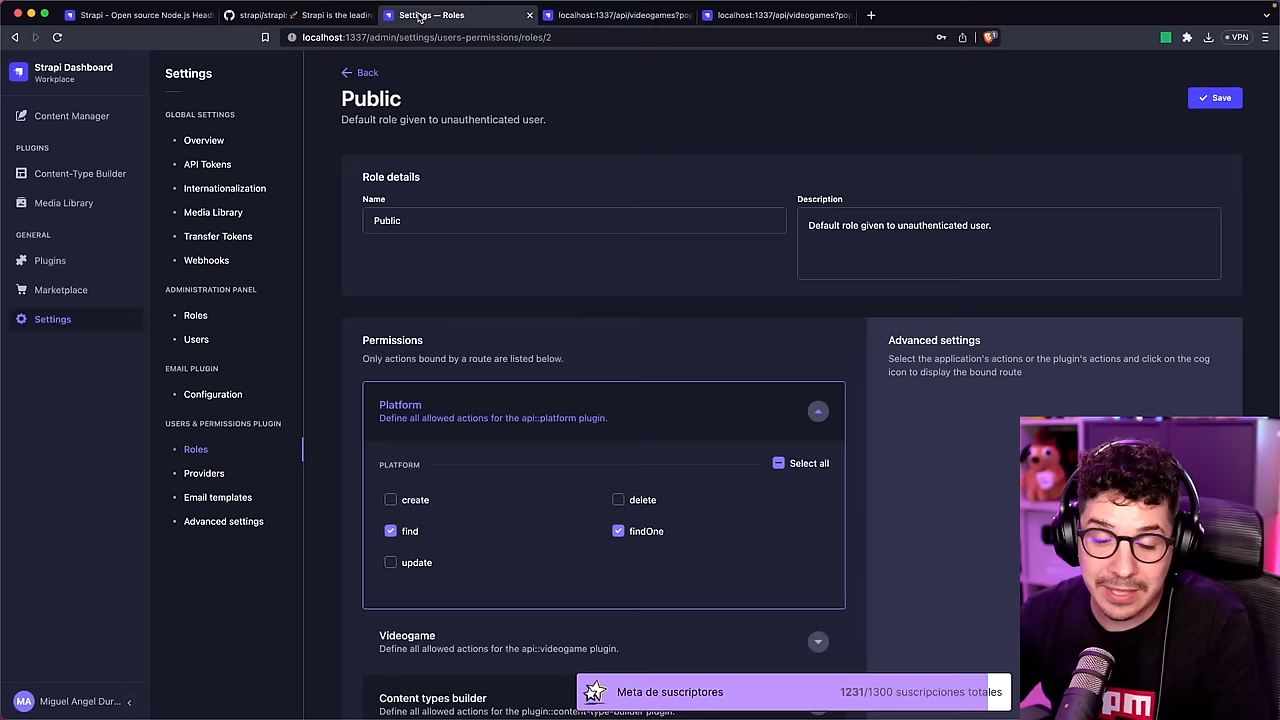 Strapi - Open source Node.js Head
strapi/strapi: 🚀 Strapi is the leadin
Settings — Roles
localhost:1337/api/videogames?pop
localhost:1337/api/videogames?pop
localhost:1337/admin/settings/users-permissions/roles/2
VPN
Strapi Dashboard
Workplace
Content Manager
PLUGINS
Content-Type Builder
Media Library
GENERAL
Plugins
Marketplace
Settings
MA
Miguel Angel Dur...
Settings
GLOBAL SETTINGS
Overview
API Tokens
Internationalization
Media Library
Transfer Tokens
Webhooks
ADMINISTRATION PANEL
Roles
Users
EMAIL PLUGIN
Configuration
USERS & PERMISSIONS PLUGIN
Roles
Providers
Email templates
Advanced settings
Back
Public
Default role given to unauthenticated user.
Save
Role details
Name
Public
Description
Default role given to unauthenticated user.
Permissions
Only actions bound by a route are listed below.
Platform
Define all allowed actions for the api::platform plugin.
PLATFORM
Select all
create
delete
find
findOne
update
Videogame
Define all allowed actions for the api::videogame plugin.
Content types builder
Define all allowed actions for the plugin::content-type-builder plugin.
Advanced settings
Select the application's actions or the plugin's actions and click on the cog
icon to display the bound route
Meta de suscriptores
1231/1300 suscripciones totales